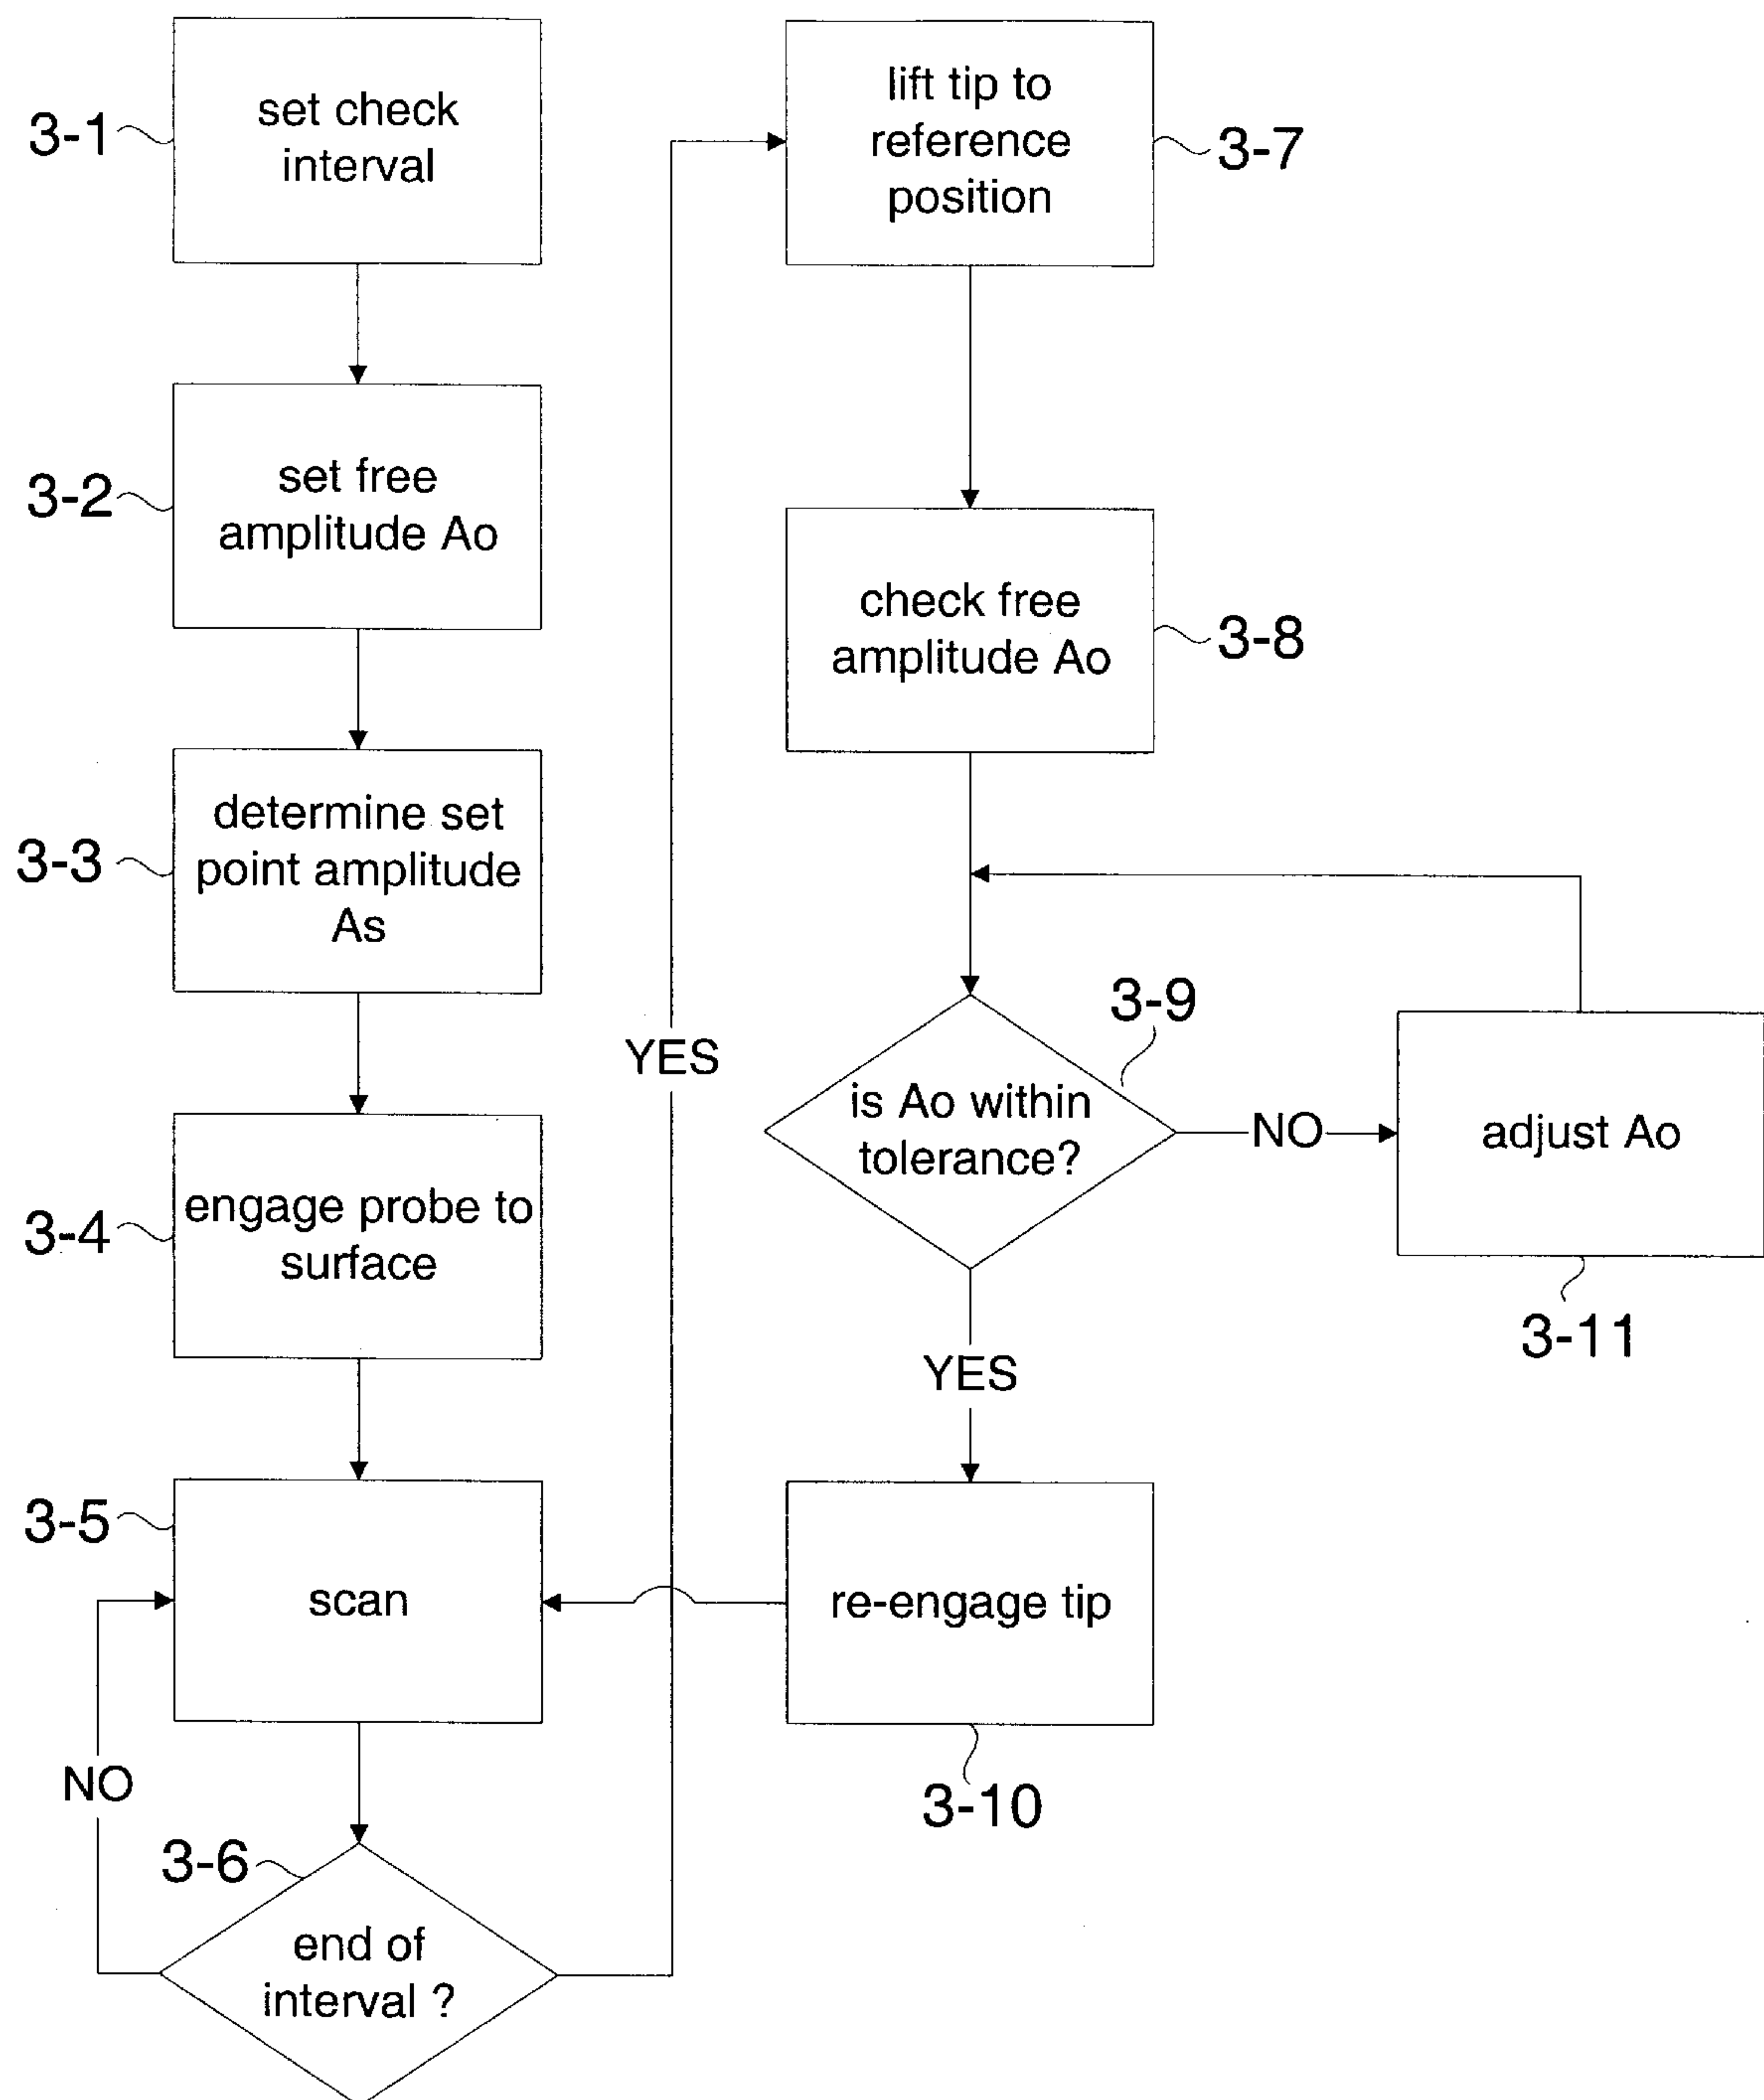 3-1
set check
interval
3-2
set free
amplitude Ao
3-3
determine set
point amplitude
As
3-4
engage probe to
surface
3-5
scan
NO
3-6
end of
interval ?
YES
lift tip to
reference
position
3-7
check free
amplitude Ao
3-8
3-9
is Ao within
tolerance?
NO
adjust Ao
3-11
YES
re-engage tip
3-10